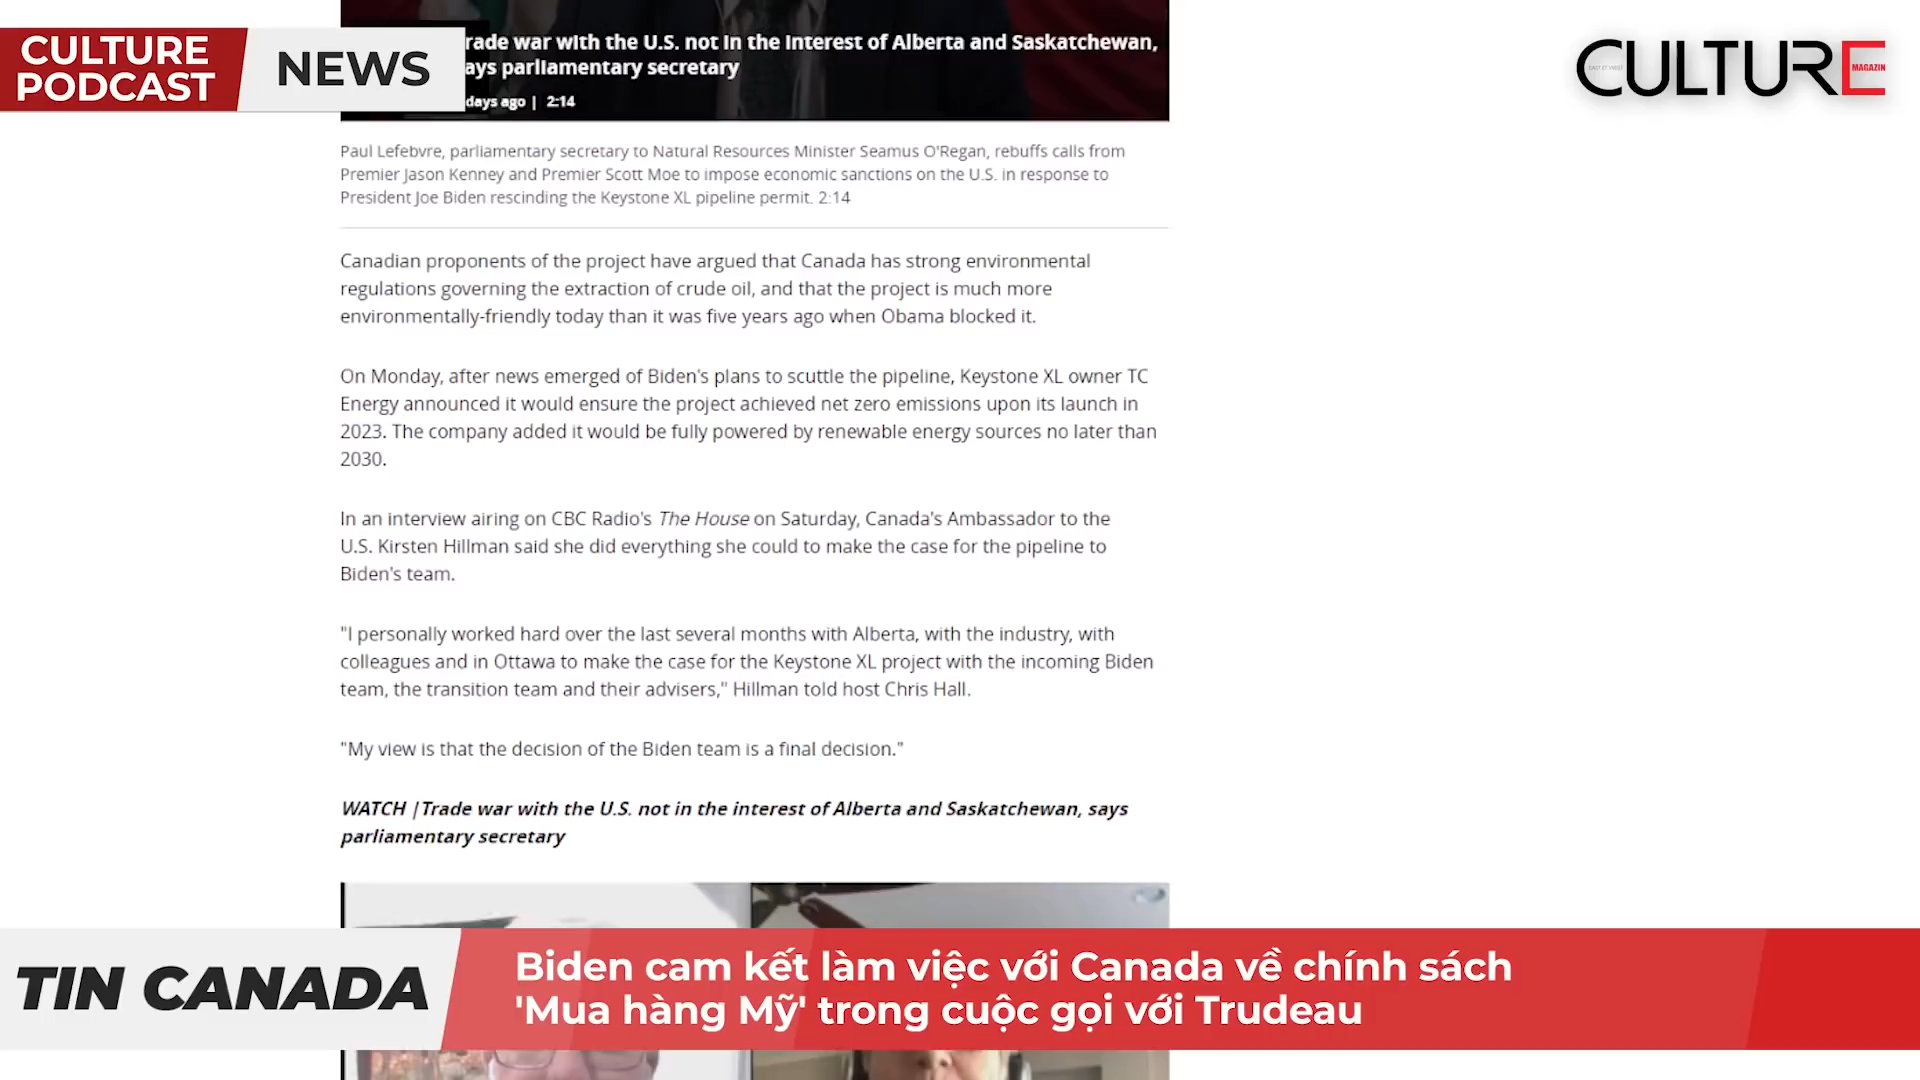 CULTURE
PODCAST
NEWS
rade war with the U.S. not in the interest of Alberta and Saskatchewan,
ays parliamentary secretary
days ago | 2:14
CULTURE
MAGAZIN
Paul Lefebvre, parliamentary secretary to Natural Resources Minister Seamus O'Regan, rebuffs calls from
Premier Jason Kenney and Premier Scott Moe to impose economic sanctions on the U.S. in response to
President Joe Biden rescinding the Keystone XL pipeline permit. 2:14
Canadian proponents of the project have argued that Canada has strong environmental
regulations governing the extraction of crude oil, and that the project is much more
environmentally-friendly today than it was five years ago when Obama blocked it.
On Monday, after news emerged of Biden's plans to scuttle the pipeline, Keystone XL owner TC
Energy announced it would ensure the project achieved net zero emissions upon its launch in
2023. The company added it would be fully powered by renewable energy sources no later than
2030.
In an interview airing on CBC Radio's The House on Saturday, Canada's Ambassador to the
U.S. Kirsten Hillman said she did everything she could to make the case for the pipeline to
Biden's team.
"I personally worked hard over the last several months with Alberta, with the industry, with
colleagues and in Ottawa to make the case for the Keystone XL project with the incoming Biden
team, the transition team and their advisers," Hillman told host Chris Hall.
"My view is that the decision of the Biden team is a final decision."
WATCH |Trade war with the U.S. not in the interest of Alberta and Saskatchewan, says
parliamentary secretary
TIN CANADA
Biden cam kết làm việc với Canada về chính sách
'Mua hàng Mỹ' trong cuộc gọi với Trudeau